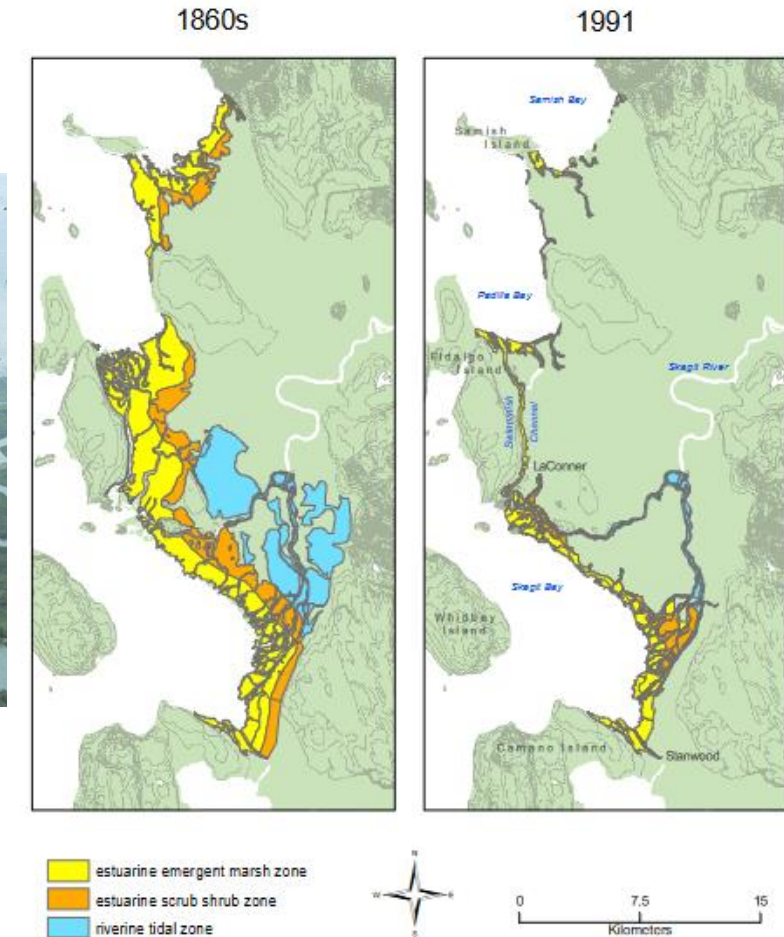 1860s
1991
Samish Bay
Samish
Island
Padilla Bay
Fidalgo
Island
Skagit River
Swinomish
Channel
LaConner
Skagit Bay
Whidbey
Island
Camano Island
Stanwood
estuarine emergent marsh zone
estuarine scrub shrub zone
riverine tidal zone
N
W
E
S
0
7.5
15
Kilometers